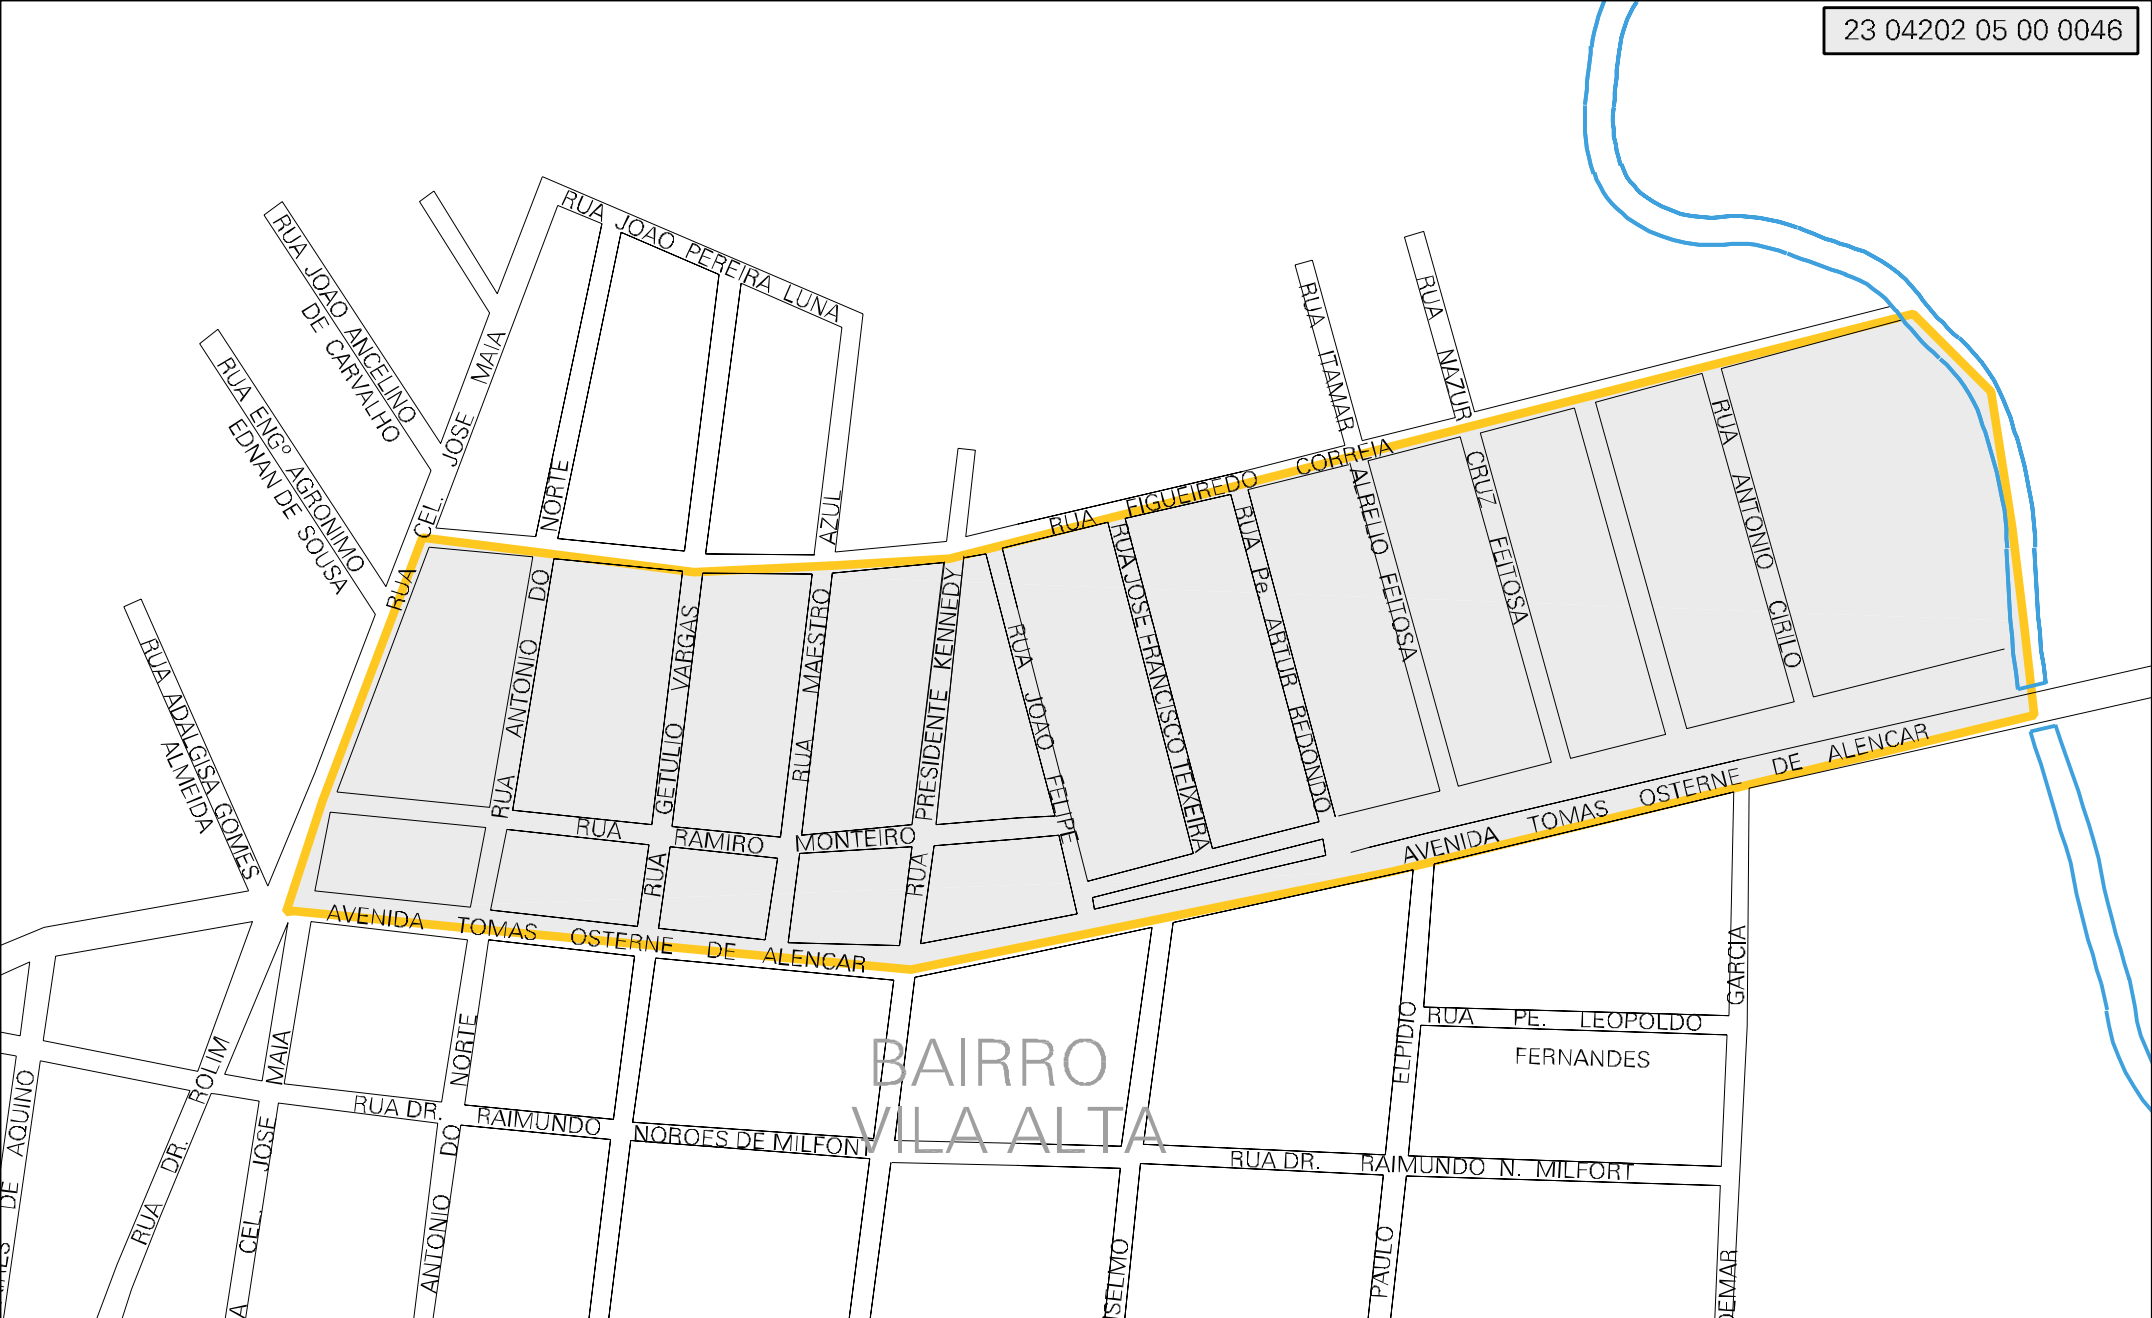 23 04202 05 00 0046
RUA JOAO PEREIRA LUNA
RUA JOAO ANCELINO
DE CARVALHO
RUA ENGº AGRONIMO
EDNAN DE SOUSA
RUA ADALGISA GOMES
ALMEIDA
RUA CEL. JOSE MAIA
RUA ANTONIO DO NORTE
RUA GETULIO VARGAS
RUA MAESTRO AZUL
RUA PRESIDENTE KENNEDY
RUA JOAO FELIPE
RUA JOSE FRANCISCO TEIXEIRA
RUA Pe ARTUR REDONDO
RUA ITAMAR
ALRELIO FEITOSA
RUA NAZUR
CRUZ FEITOSA
RUA ANTONIO CIRILO
RUA FIGUEIREDO CORREIA
RUA RAMIRO MONTEIRO
AVENIDA TOMAS OSTERNE DE ALENCAR
AVENIDA TOMAS OSTERNE DE ALENCAR
BAIRRO
VILA ALTA
RUA PE. LEOPOLDO
FERNANDES
GARCIA
ELPIDIO
PAULO
RUA DR. RAIMUNDO NOROES DE MILFONT
RUA DR. RAIMUNDO N. MILFORT
RUA DR. ROLIM
CEL. JOSE MAIA
ANTONIO DO NORTE
DE AQUINO
SELMO
DEMAR